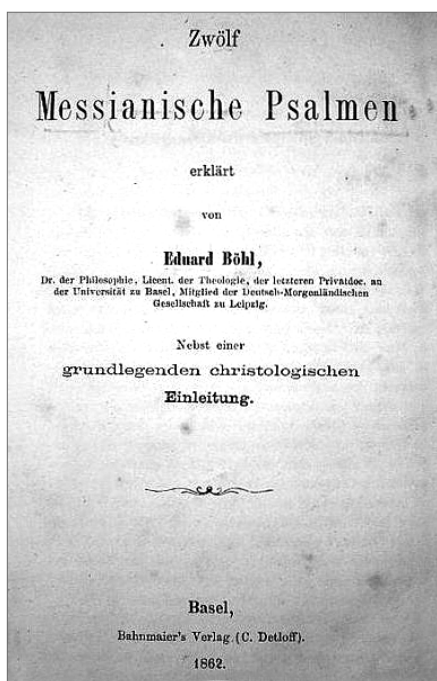 Zwölf
Messianische Psalmen
erklärt
von
Eduard Böhl,
Dr. der Philosophie, Licent. der Theologie, der letzteren Privatdoc. an
der Universität zu Basel, Mitglied der Deutsch-Morgenländischen
Gesellschaft zu Leipzig.
Nebst einer
grundlegenden christologischen
Einleitung.
Basel,
Bahnmaier's Verlag (C. Detloff).
1862.